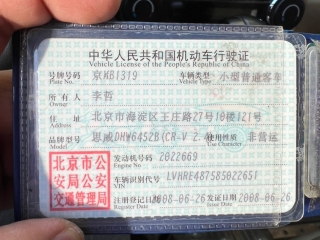 中华人民共和国机动车行驶证
Vehicle License of the People's Republic of China
号牌号码 京MB1319 车辆类型 小型普通客车
Plate No. Vehicle Type
所有人 李哲
Owner
住址 北京市海淀区王庄路27号10楼1Z1号
Address
品牌型号 思威DHW6452B(CR-V 2. 非营运
Model Use Character
北京市公安局公安交通管理局
发动机号码 2022669
Engine No.
车辆识别代号 LVHRE487585022651
VIN
注册登记日期 2008-06-26 发证日期 2008-06-26
Register Date Issue Date